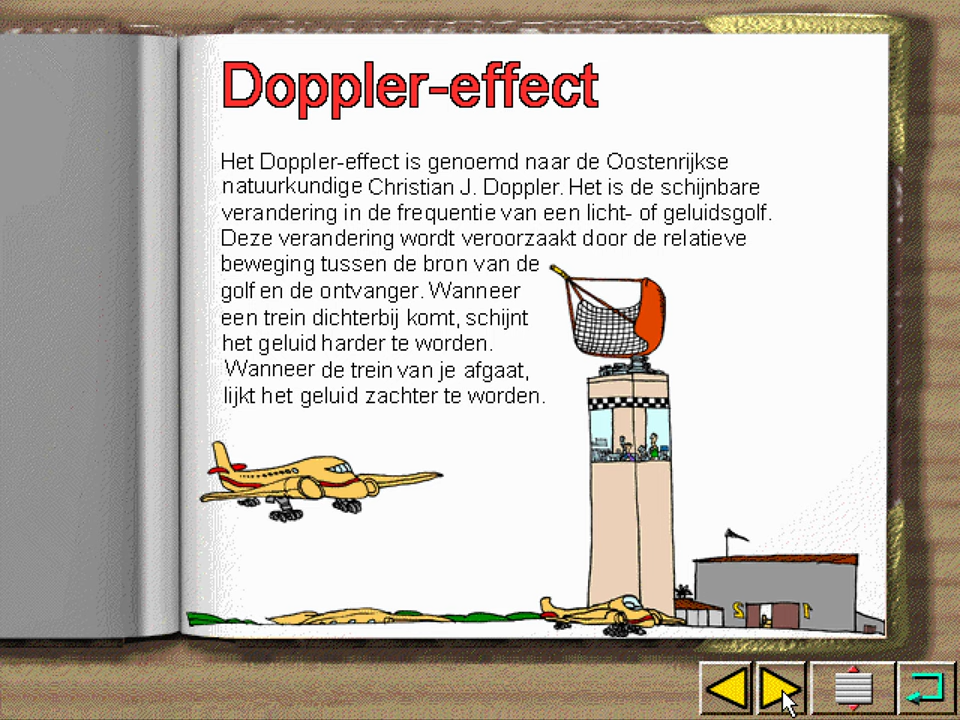 Doppler-effect
Het Doppler-effect is genoemd naar de Oostenrijkse
natuurkundige Christian J. Doppler. Het is de schijnbare
verandering in de frequentie van een licht- of geluidsgolf.
Deze verandering wordt veroorzaakt door de relatieve
beweging tussen de bron van de
golf en de ontvanger. Wanneer
een trein dichterbij komt, schijnt
het geluid harder te worden.
Wanneer de trein van je afgaat,
lijkt het geluid zachter te worden.
2 1